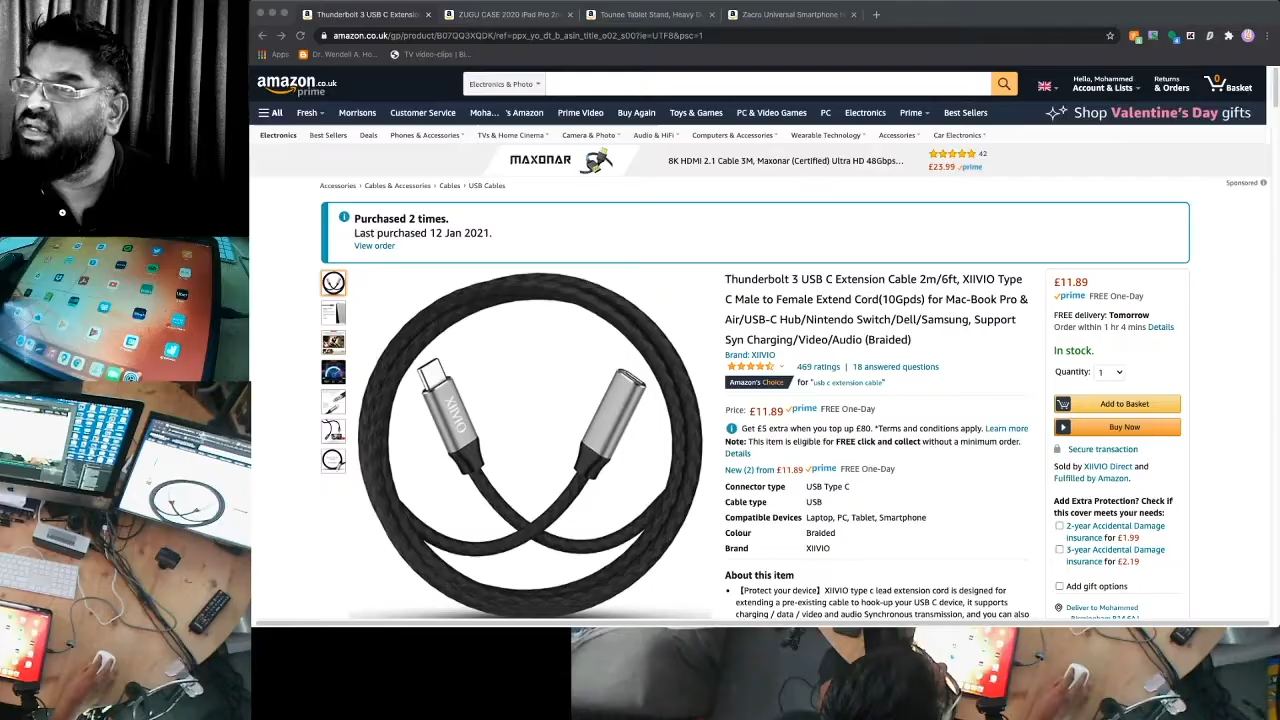 Thunderbolt 3 USB C Extensio
ZUGU CASE 2020 iPad Pro 2n
Tounee Tablet Stand, Heavy D
Zacro Universal Smartphone
amazon.co.uk/gp/product/B07QQ3XQDK/ref=ppx_yo_dt_b_asin_title_o02_s00?ie=UTF8&psc=1
Apps
Dr. Wendell A. Ho...
TV video-clips | Bi...
amazon.co.uk
prime
Electronics & Photo
Hello, Mohammed
Account & Lists
Returns
& Orders
0
Basket
All
Fresh
Morrisons
Customer Service
Moha... 's Amazon
Prime Video
Buy Again
Toys & Games
PC & Video Games
PC
Electronics
Prime
Best Sellers
Shop Valentine's Day gifts
Electronics
Best Sellers
Deals
Phones & Accessories
TVs & Home Cinema
Camera & Photo
Audio & HiFi
Computers & Accessories
Wearable Technology
Accessories
Car Electronics
MAXONAR
8K HDMI 2.1 Cable 3M, Maxonar (Certified) Ultra HD 48Gbps...
42
£23.99 prime
Sponsored
Accessories › Cables & Accessories › Cables › USB Cables
Purchased 2 times.
Last purchased 12 Jan 2021.
View order
XIIVIO
Thunderbolt 3 USB C Extension Cable 2m/6ft, XIIVIO Type
C Male to Female Extend Cord(10Gpds) for Mac-Book Pro &
Air/USB-C Hub/Nintendo Switch/Dell/Samsung, Support
Syn Charging/Video/Audio (Braided)
Brand: XIIVIO
469 ratings | 18 answered questions
Amazon's Choice for "usb c extension cable"
Price: £11.89 prime FREE One-Day
Get £5 extra when you top up £80. *Terms and conditions apply. Learn more
Note: This item is eligible for FREE click and collect without a minimum order.
Details
New (2) from £11.89 prime FREE One-Day
Connector type USB Type C
Cable type USB
Compatible Devices Laptop, PC, Tablet, Smartphone
Colour Braided
Brand XIIVIO
About this item
• 【Protect your device】XIIVIO type c lead extension cord is designed for
extending a pre-existing cable to hook-up your USB C device, it supports
charging / data / video and audio Synchronous transmission, and you can also
£11.89
prime FREE One-Day
FREE delivery: Tomorrow
Order within 1 hr 4 mins Details
In stock.
Quantity: 1
Add to Basket
Buy Now
Secure transaction
Sold by XIIVIO Direct and
Fulfilled by Amazon.
Add Extra Protection? Check if
this cover meets your needs:
2-year Accidental Damage
insurance for £1.99
3-year Accidental Damage
insurance for £2.19
Add gift options
Deliver to Mohammed